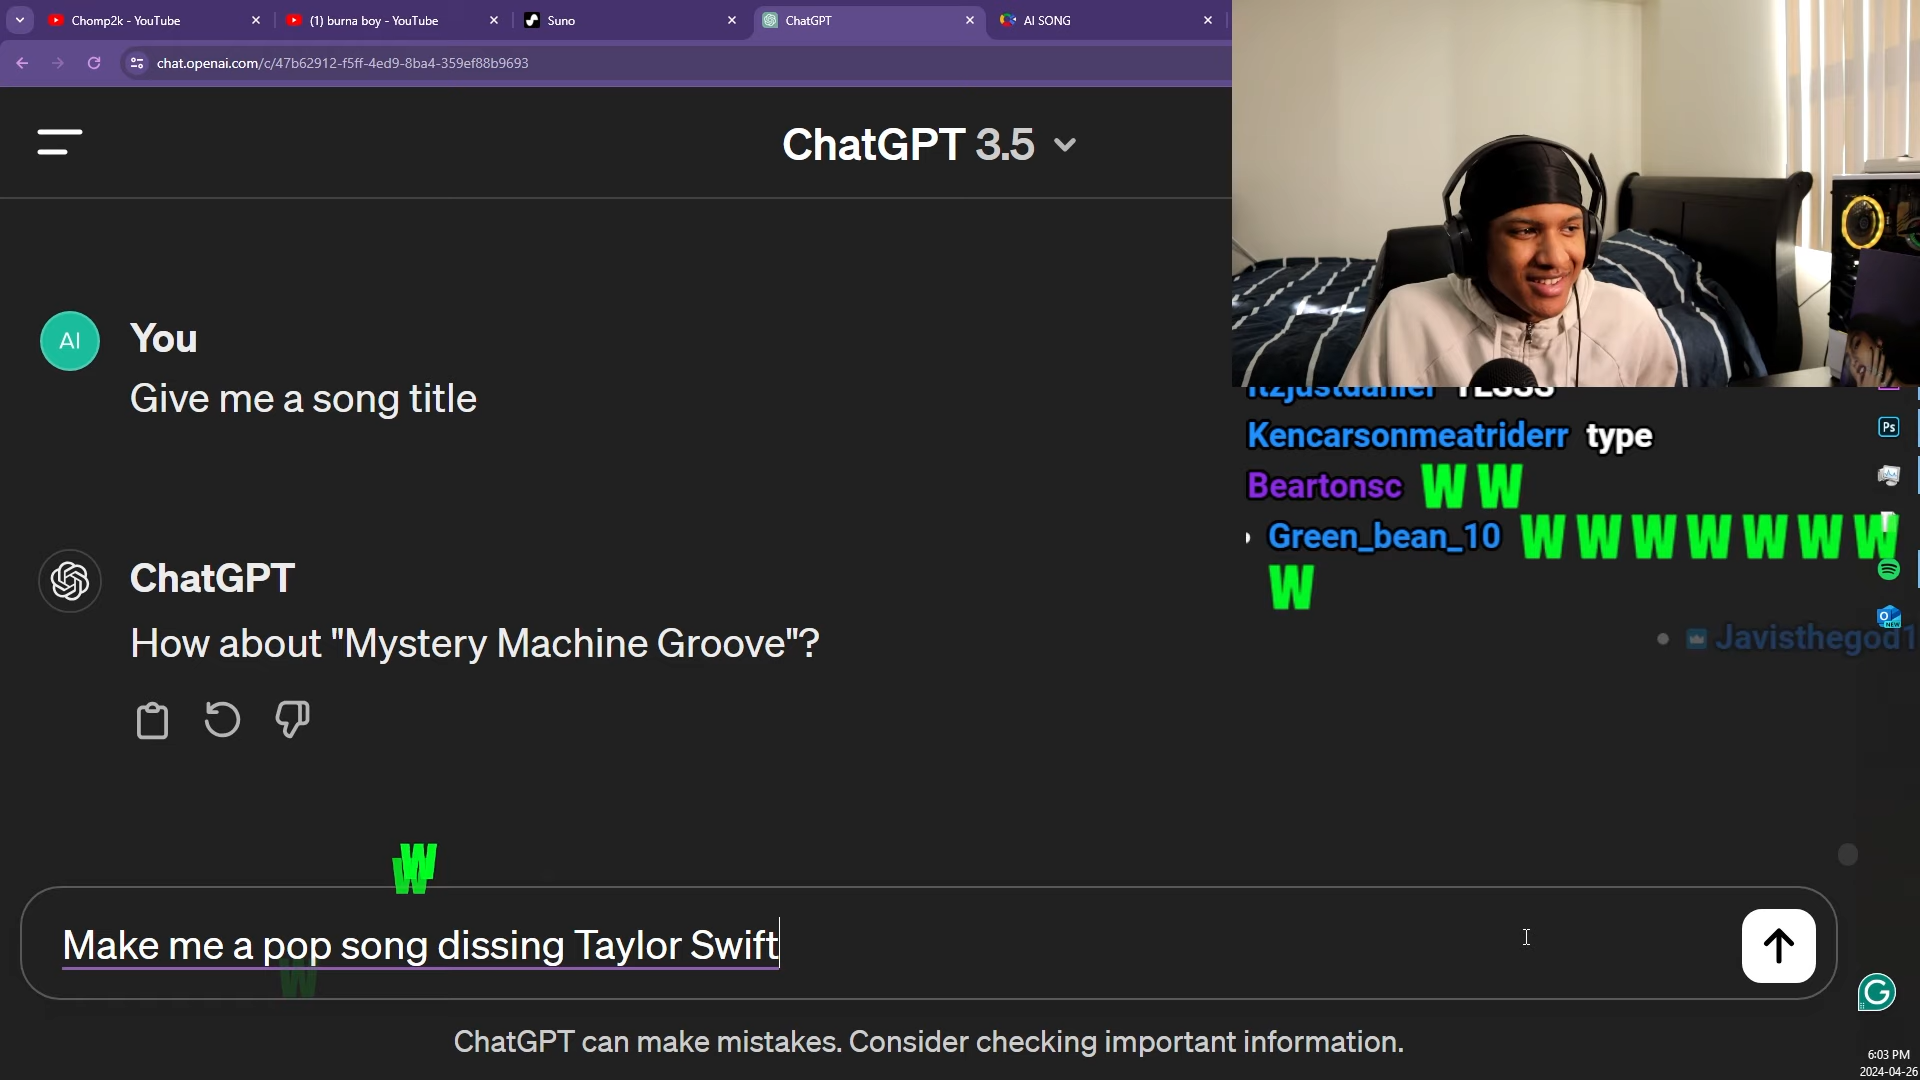 Chomp2k - YouTube
(1) burna boy - YouTube
Suno
ChatGPT
AI SONG
chat.openai.com/c/47b62912-f5ff-4ed9-8ba4-359ef88b9693
ChatGPT 3.5
AI
You
Give me a song title
ChatGPT
How about "Mystery Machine Groove"?
Kencarsonmeatriderr type
Beartonsc W W
Green_bean_10 W W W W W W W
W
Javisthegod1
Ps
W
W
Make me a pop song dissing Taylor Swift
W
ChatGPT can make mistakes. Consider checking important information.
6:03 PM
2024-04-26